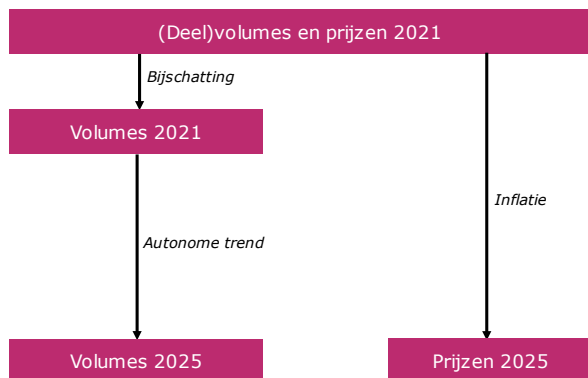 (Deel)volumes en prijzen 2021
Bijschatting
Volumes 2021
Inflatie
Autonome trend
Volumes 2025
Prijzen 2025